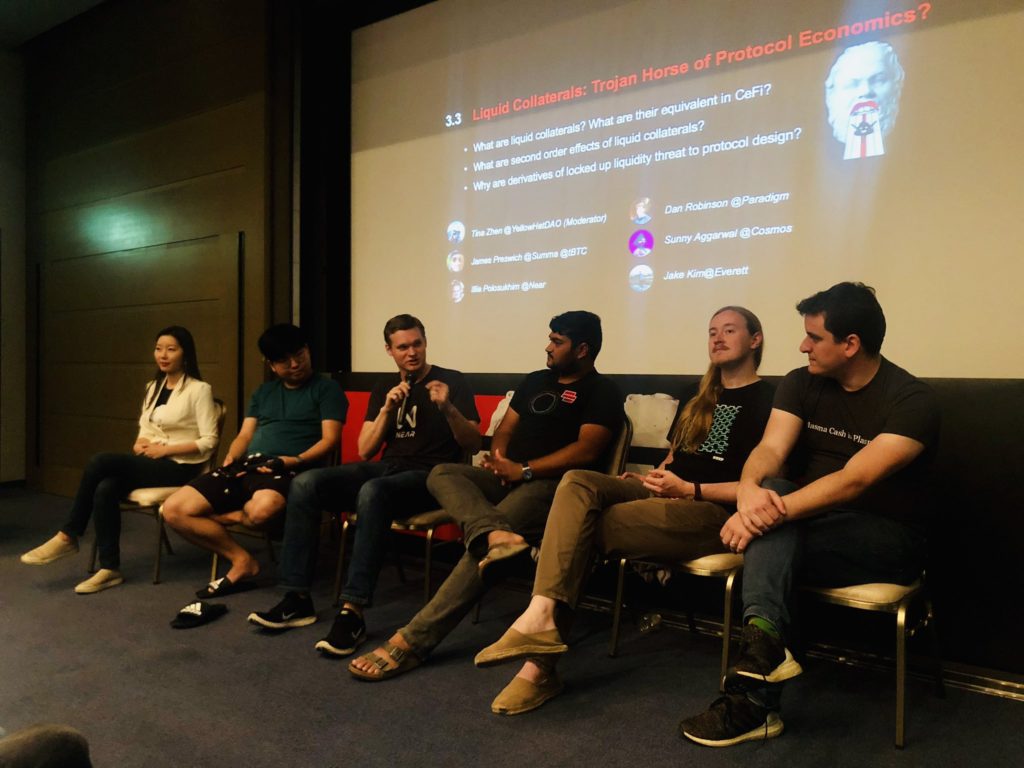 3.3 Liquid Collaterals: Trojan Horse of Protocol Economics?
• What are liquid collaterals? What are their equivalent in CeFi?
• What are second order effects of liquid collaterals?
• Why are derivatives of locked up liquidity threat to protocol design?
Tina Zhen @YellowHatDAO (Moderator)
James Preswich @Summa @tBTC
Illia Polosukhim @Near
Dan Robinson @Paradigm
Sunny Aggarwal @Cosmos
Jake Kim@Everett
NEAR
Plasma Cash is